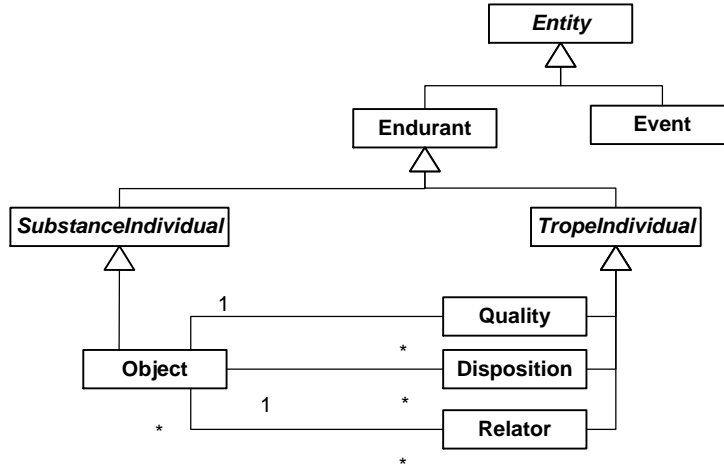 Entity
Endurant
Event
SubstanceIndividual
TropeIndividual
1
Quality
*
Object
Disposition
1
*
*
Relator
*